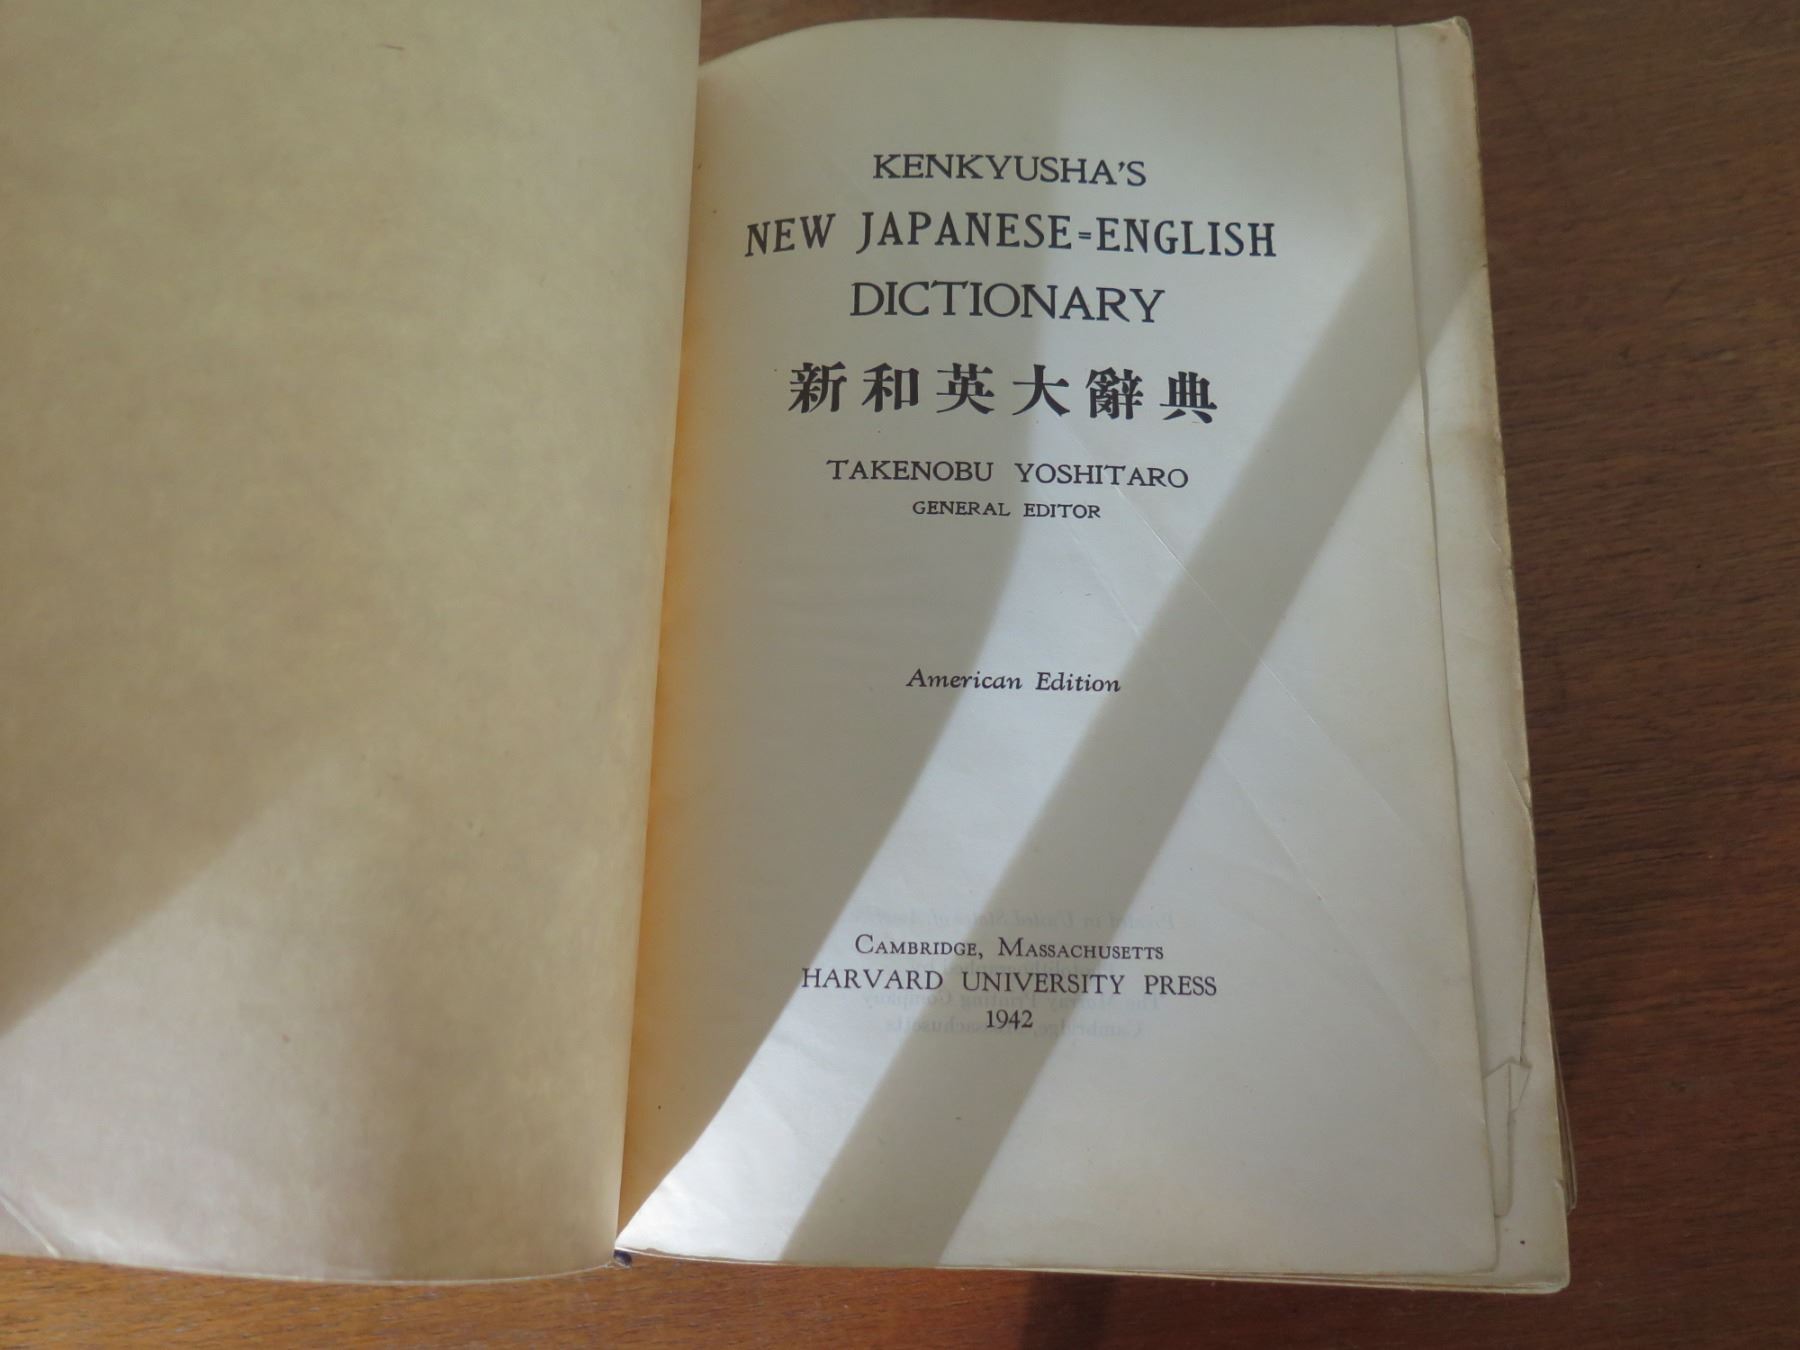 KENKYUSHA'S
NEW JAPANESE=ENGLISH
DICTIONARY
新和英大辭典
TAKENOBU YOSHITARO
GENERAL EDITOR
American Edition
CAMBRIDGE, MASSACHUSETTS
HARVARD UNIVERSITY PRESS
1942